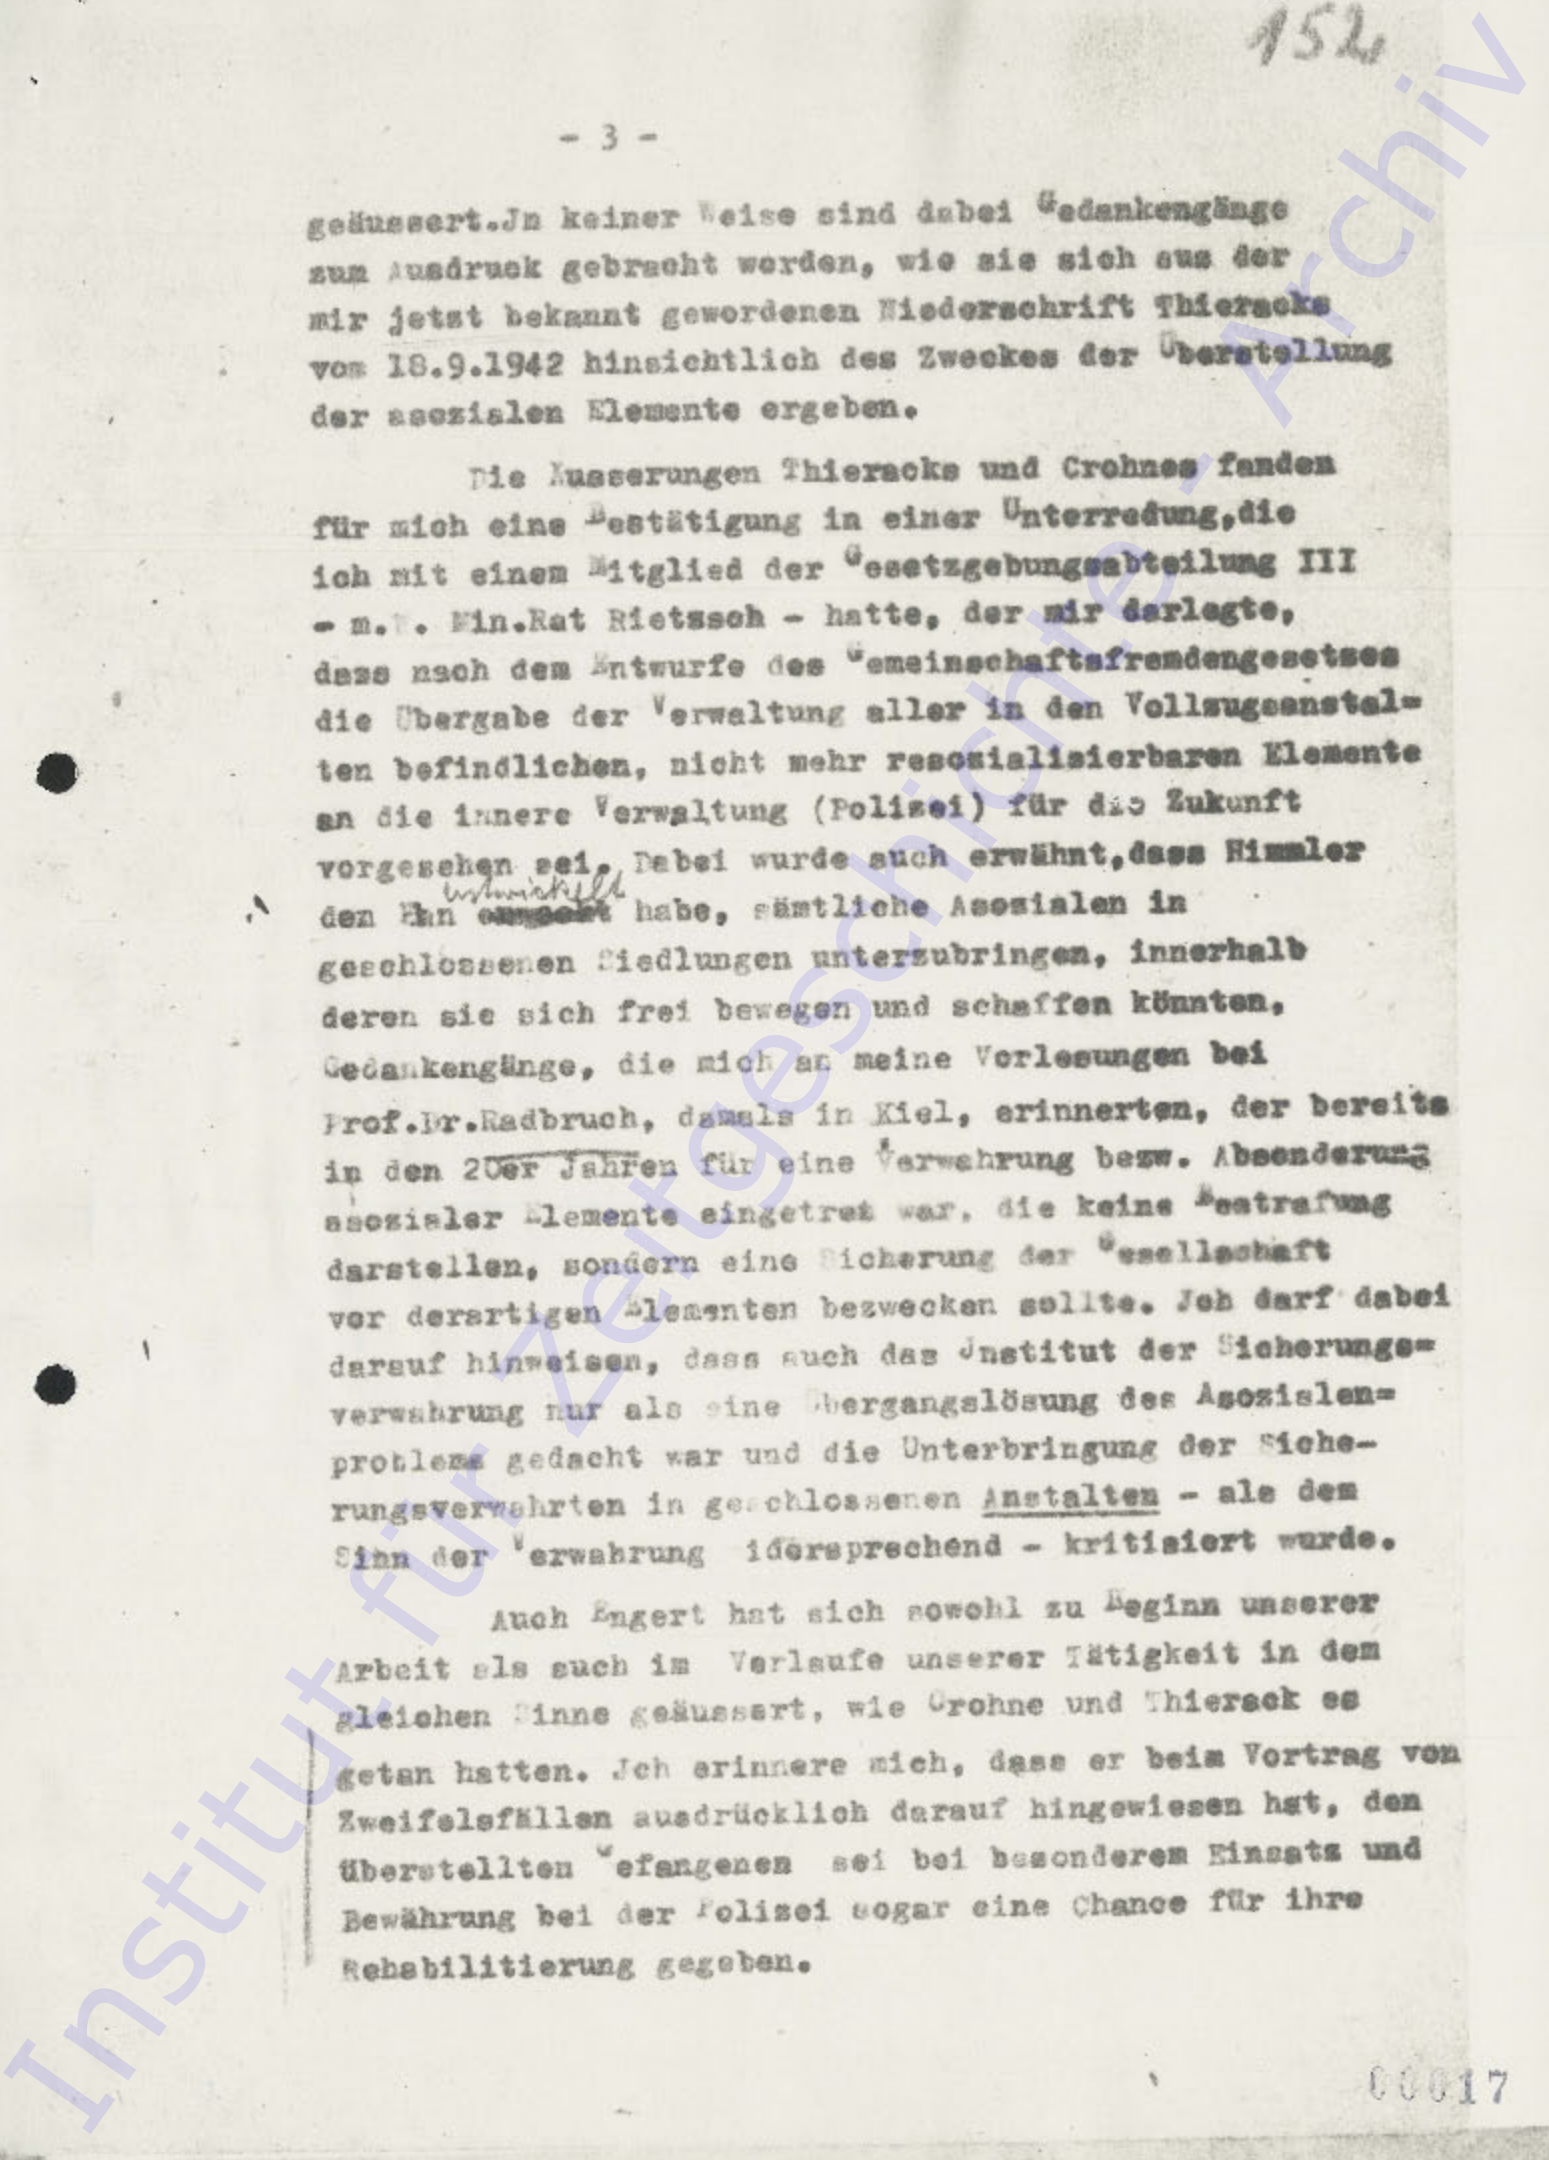 152
- 3 -
geäussert.Jn keiner Weise sind dabei Gedankengänge
zum Ausdruck gebracht worden, wie sie sich aus der
mir jetzt bekannt gewordenen Niederschrift Thieracks
vom 18.9.1942 hinsichtlich des Zweckes der Überstellung
der asozialen Elemente ergeben.
Die Äusserungen Thieracks und Crohnes fanden
für mich eine Bestätigung in einer Unterredung,die
ich mit einem Mitglied der Gesetzgebungsabteilung III
- m.W. Min.Rat Rietzsch - hatte, der mir darlegte,
dass nach dem Entwurfe des Gemeinschaftsfremdengesetzes
die Übergabe der Verwaltung aller in den Vollzugsanstal=
ten befindlichen, nicht mehr resozialisierbaren Elemente
an die innere Verwaltung (Polizei) für die Zukunft
vorgesehen sei. Dabei wurde auch erwähnt,dass Himmler
entwickelt
den Plan habe, sämtliche Asozialen in
geschlossenen Siedlungen unterzubringen, innerhalb
deren sie sich frei bewegen und schaffen könnten,
Gedankengänge, die mich an meine Vorlesungen bei
Prof.Dr.Radbruch, damals in Kiel, erinnerten, der bereits
in den 20er Jahren für eine Verwahrung bezw. Absonderung
asozialer Elemente eingetret war, die keine Bestrafung
darstellen, sondern eine Sicherung der Gesellschaft
vor derartigen Elementen bezwecken sollte. Jch darf dabei
darauf hinweisen, dass auch das Jnstitut der Sicherungs=
verwahrung nur als eine Übergangslösung des Asozialen=
problems gedacht war und die Unterbringung der Siche-
rungsverwahrten in geschlossenen Anstalten - als dem
Sinn der Verwahrung idersprechend - kritisiert wurde.
Auch Engert hat sich sowohl zu Beginn unserer
Arbeit als auch im Verlaufe unserer Tätigkeit in dem
gleichen Sinne geäussert, wie Crohne und Thierack es
getan hatten. Jch erinnere mich, dass er beim Vortrag von
Zweifelsfällen ausdrücklich darauf hingewiesen hat, den
überstellten Gefangenen sei bei besonderem Einsatz und
Bewährung bei der Polizei sogar eine Chance für ihre
Rehabilitierung gegeben.
00017
Institut für Zeitgeschichte - Archiv